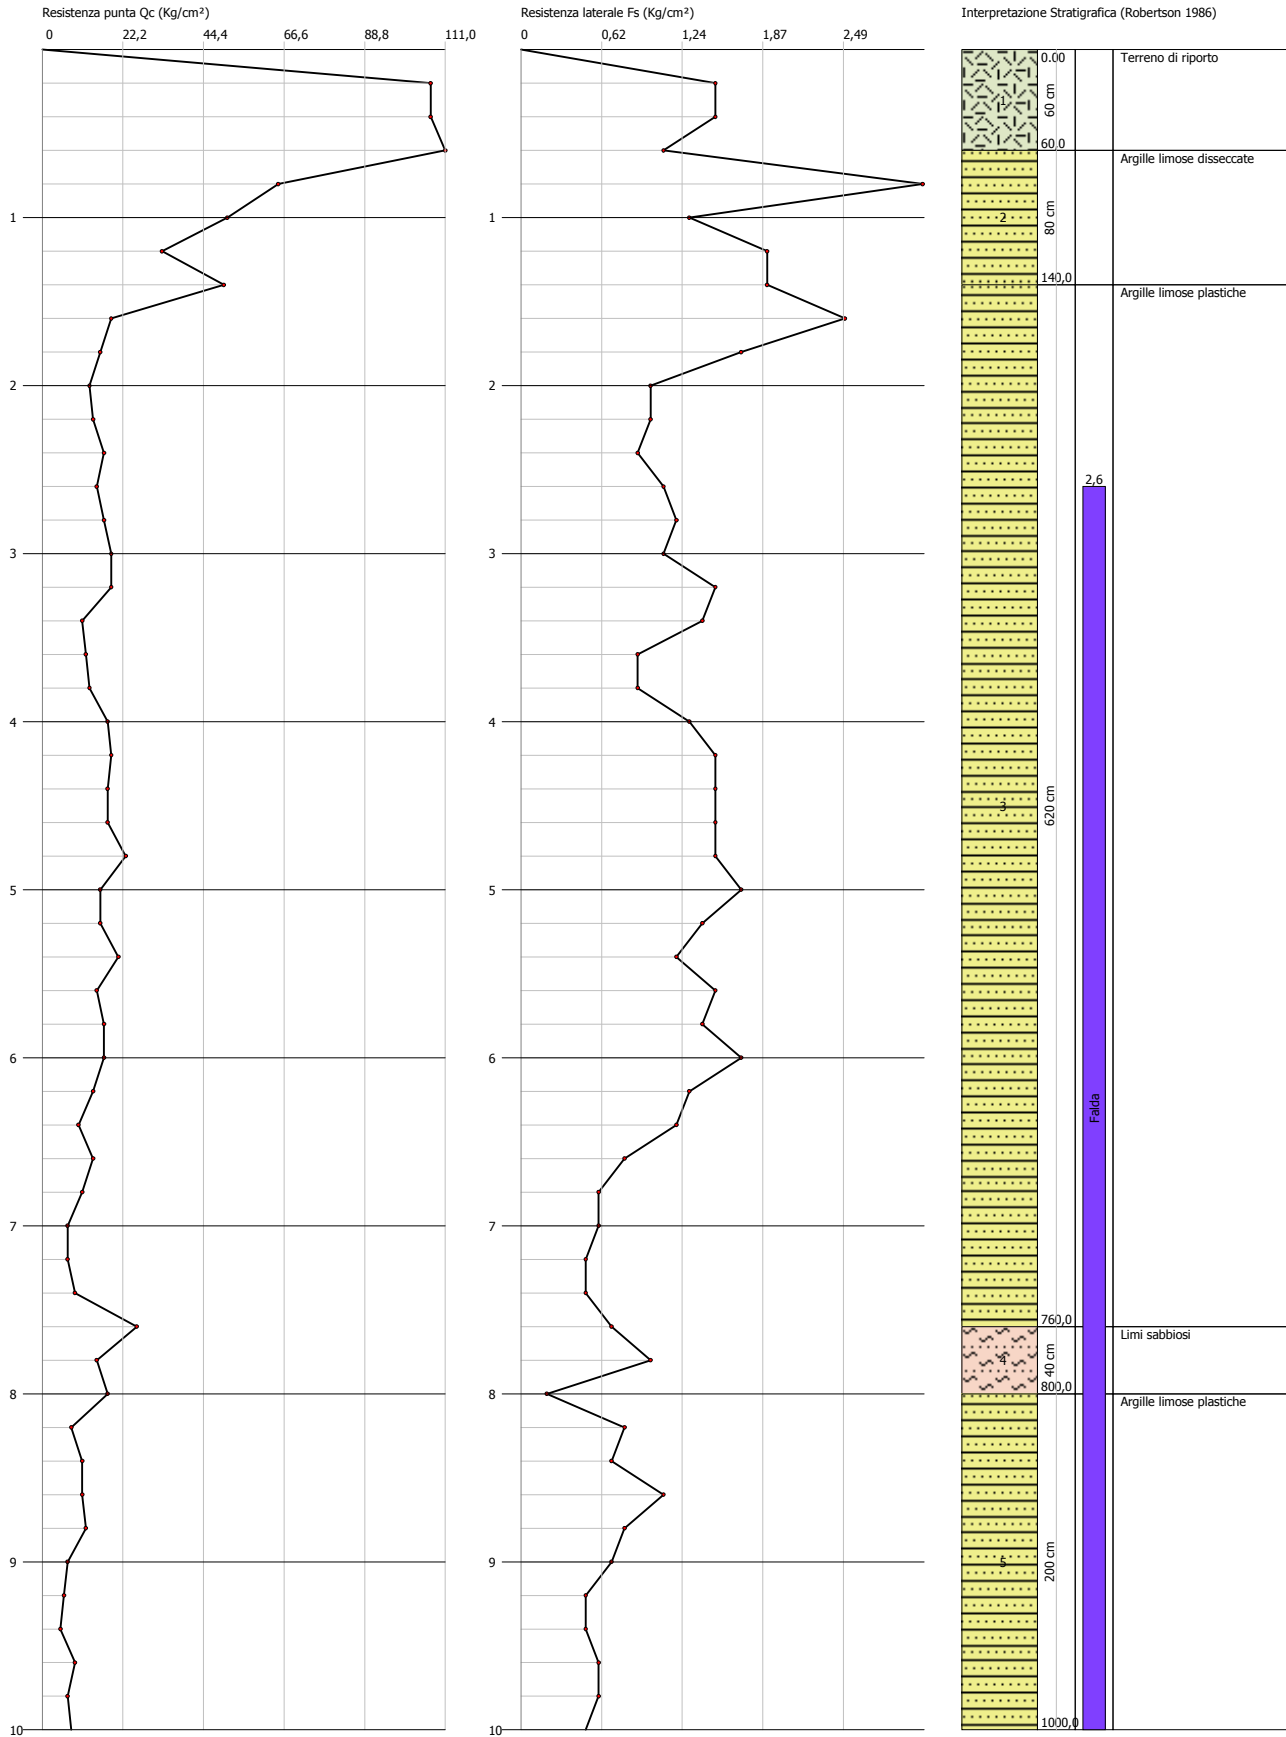 Resistenza punta Qc (Kg/cm²)
0 22,2 44,4 66,6 88,8 111,0
Resistenza laterale Fs (Kg/cm²)
0 0,62 1,24 1,87 2,49
Interpretazione Stratigrafica (Robertson 1986)
1
2
3
4
5
6
7
8
9
10
1
2
3
4
5
6
7
8
9
10
0.00
1
60 cm
60,0
Terreno di riporto
2
80 cm
140,0
Argille limose disseccate
3
620 cm
760,0
Argille limose plastiche
4
40 cm
800,0
Limi sabbiosi
5
200 cm
1000,0
Argille limose plastiche
2,6
Falda